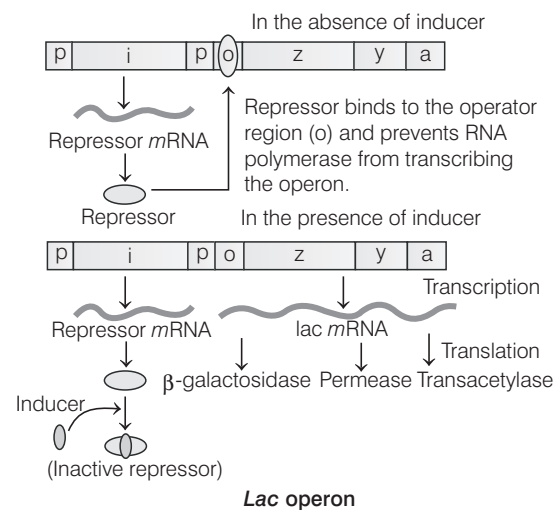 In the absence of inducer
p i p o z y a
Repressor binds to the operator
region (o) and prevents RNA
polymerase from transcribing
the operon.
Repressor mRNA
Repressor
In the presence of inducer
p i p o z y a
Transcription
Repressor mRNA
lac mRNA
Translation
β-galactosidase Permease Transacetylase
Inducer
(Inactive repressor)
Lac operon